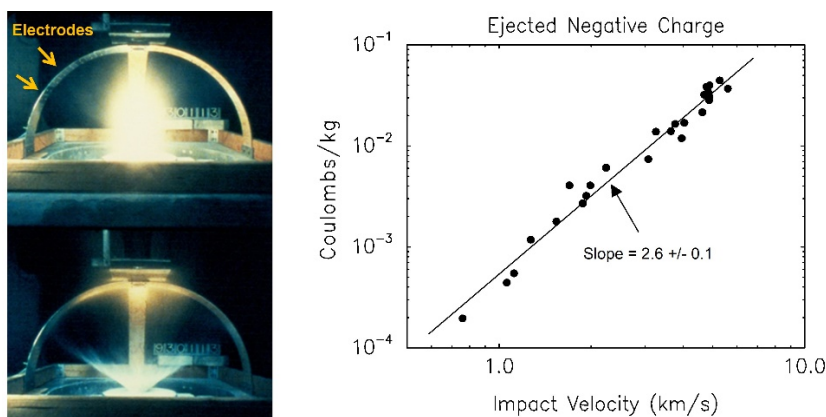 Electrodes
Ejected Negative Charge
10⁻¹
10⁻²
10⁻³
10⁻⁴
Coulombs/kg
Slope = 2.6 +/- 0.1
1.0
10.0
Impact Velocity (km/s)